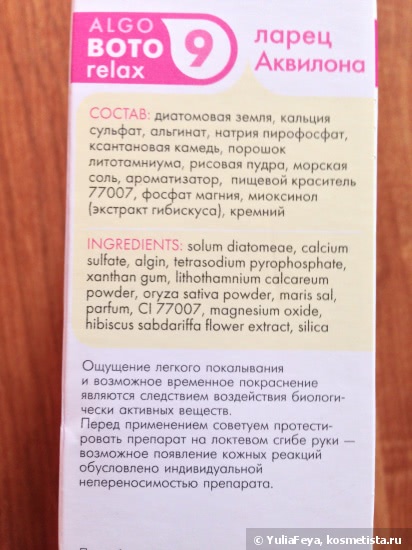 ALGO
BOTO
relax
9
ларец
Аквилона
СОСТАВ: диатомовая земля, кальция
сульфат, альгинат, натрия пирофосфат,
ксантановая камедь, порошок
литотамниума, рисовая пудра, морская
соль, ароматизатор, пищевой краситель
77007, фосфат магния, миоксинол
(экстракт гибискуса), кремний
INGREDIENTS: solum diatomeae, calcium
sulfate, algin, tetrasodium pyrophosphate,
xanthan gum, lithothamnium calcareum
powder, oryza sativa powder, maris sal,
parfum, CI 77007, magnesium oxide,
hibiscus sabdariffa flower extract, silica
Ощущение легкого покалывания
и возможное временное покраснение
являются следствием воздействия биологи-
чески активных веществ.
Перед применением советуем протести-
ровать препарат на локтевом сгибе руки —
возможное появление кожных реакций
обусловлено индивидуальной
непереносимостью препарата.
© YuliaFeya, kosmetista.ru